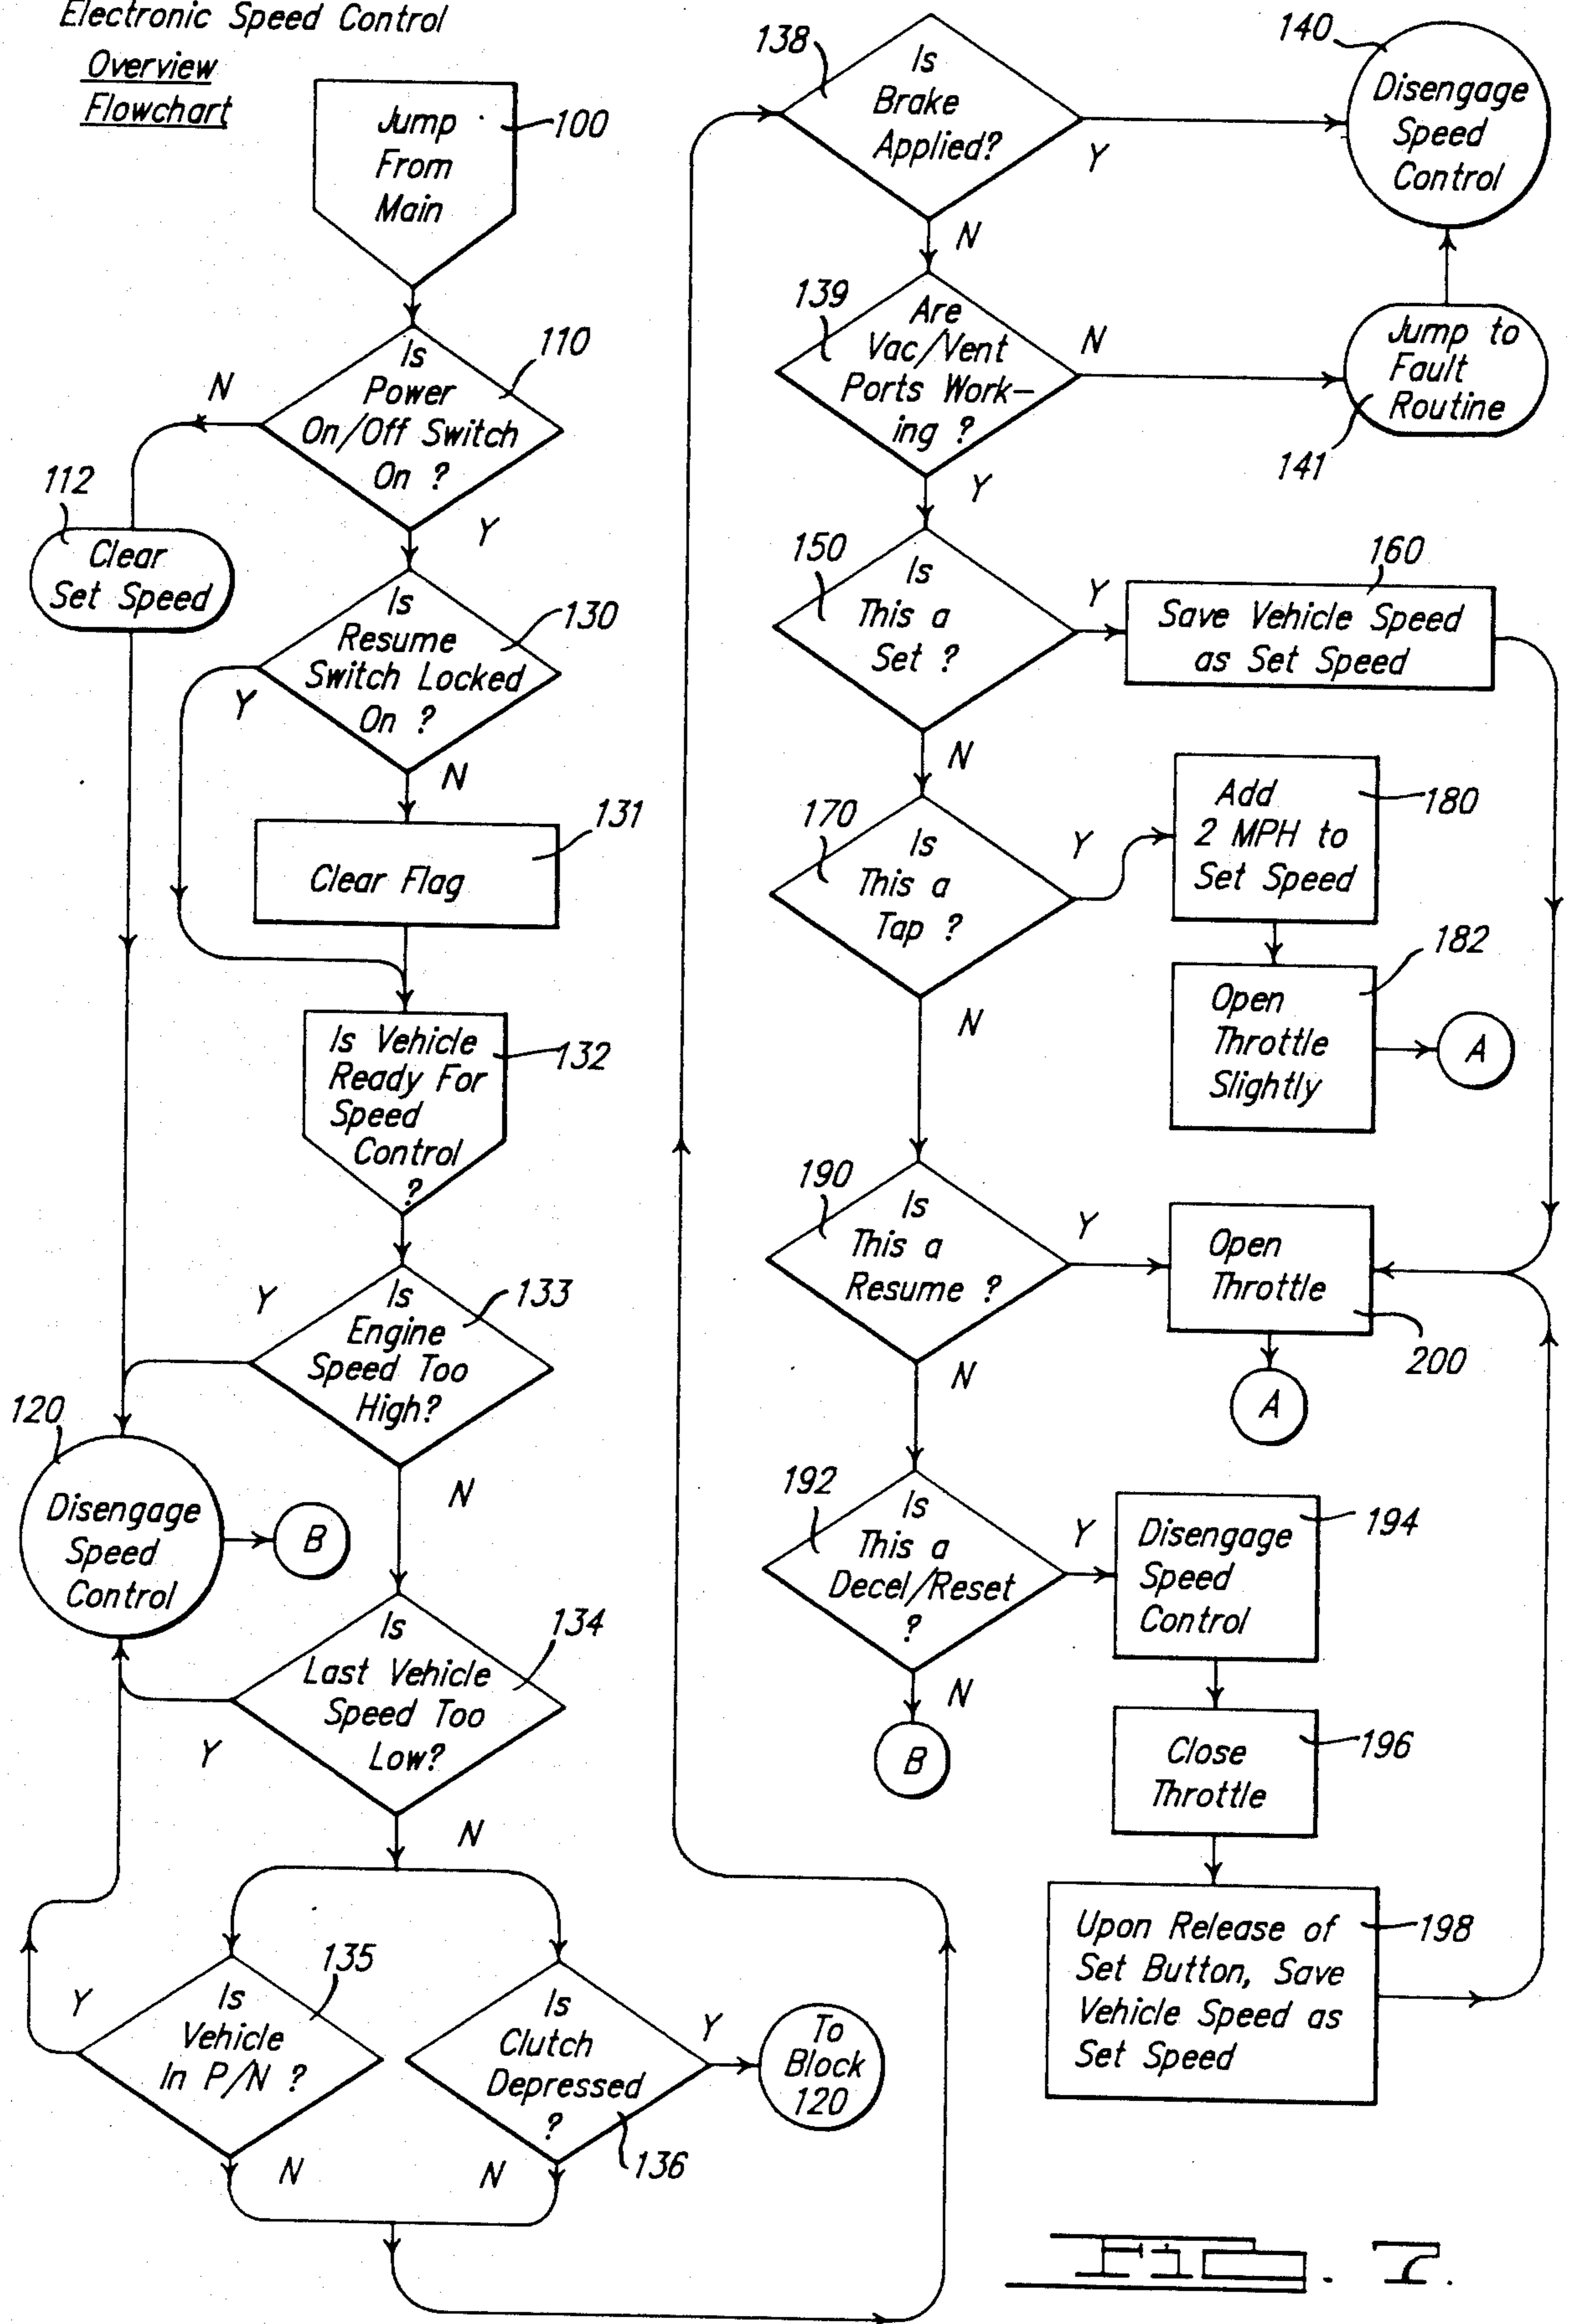 Electronic Speed Control
Overview
Flowchart
Jump
From
Main
100
Is
Power
On/Off Switch
On ?
110
N
Y
112
Clear
Set Speed
Is
Resume
Switch Locked
On ?
130
Y
N
131
Clear Flag
Is Vehicle
Ready For
Speed
Control
?
132
Is
Engine
Speed Too
High?
133
Y
N
120
Disengage
Speed
Control
B
Is
Last Vehicle
Speed Too
Low?
134
Y
N
135
Is
Vehicle
In P/N ?
Y
N
Is
Clutch
Depressed
?
136
Y
N
To
Block
120
138
Is
Brake
Applied?
Y
N
140
Disengage
Speed
Control
139
Are
Vac/Vent
Ports Work-
ing ?
N
Y
Jump to
Fault
Routine
141
150
Is
This a
Set ?
Y
N
160
Save Vehicle Speed
as Set Speed
170
Is
This a
Tap ?
Y
N
Add
2 MPH to
Set Speed
180
182
Open
Throttle
Slightly
A
190
Is
This a
Resume ?
Y
N
Open
Throttle
200
A
192
Is
This a
Decel/Reset
?
Y
N
B
Disengage
Speed
Control
194
Close
Throttle
196
Upon Release of
Set Button, Save
Vehicle Speed as
Set Speed
198
FIG. 7.